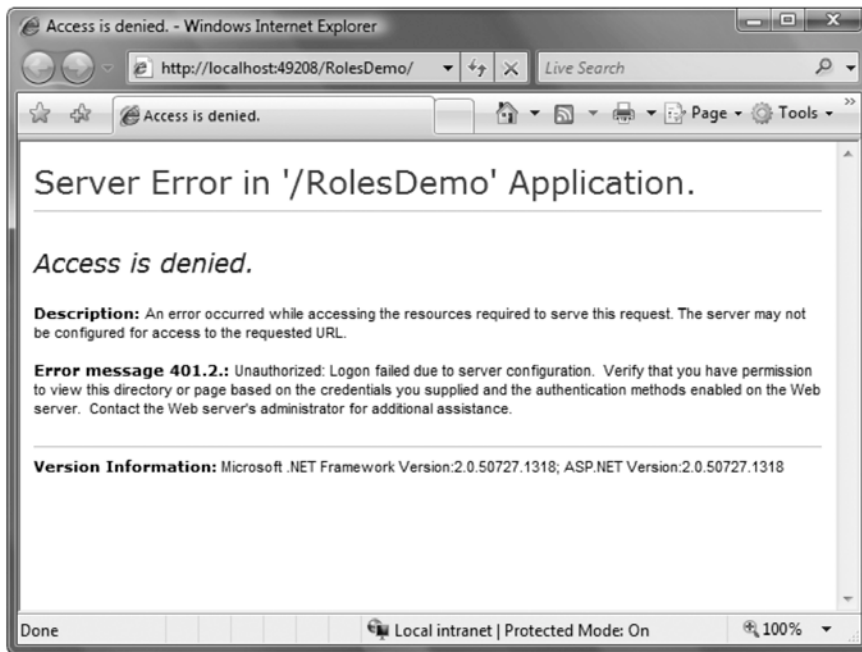 Access is denied. - Windows Internet Explorer
http://localhost:49208/RolesDemo/
Live Search
Access is denied.
Page
Tools
Server Error in '/RolesDemo' Application.
Access is denied.
Description: An error occurred while accessing the resources required to serve this request. The server may not
be configured for access to the requested URL.
Error message 401.2.: Unauthorized: Logon failed due to server configuration. Verify that you have permission
to view this directory or page based on the credentials you supplied and the authentication methods enabled on the Web
server. Contact the Web server's administrator for additional assistance.
Version Information: Microsoft .NET Framework Version:2.0.50727.1318; ASP.NET Version:2.0.50727.1318
Done
Local intranet | Protected Mode: On
100%